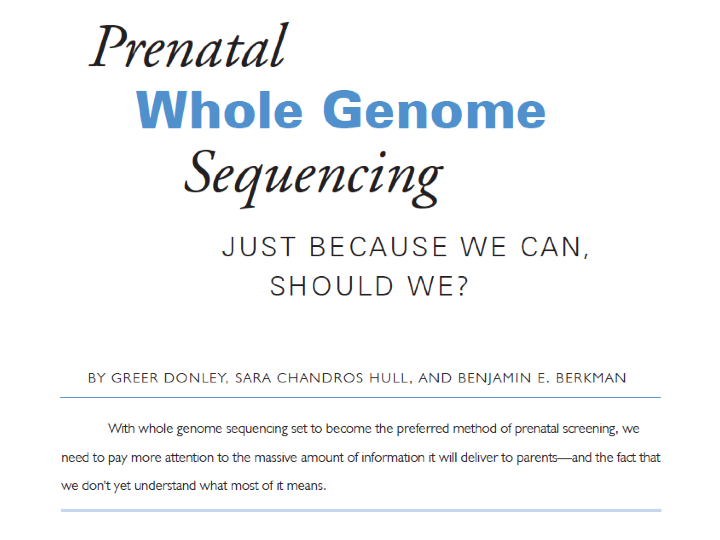 Prenatal
Whole Genome
Sequencing
JUST BECAUSE WE CAN,
SHOULD WE?
BY GREER DONLEY, SARA CHANDROS HULL, AND BENJAMIN E. BERKMAN
With whole genome sequencing set to become the preferred method of prenatal screening, we
need to pay more attention to the massive amount of information it will deliver to parents—and the fact that
we don't yet understand what most of it means.